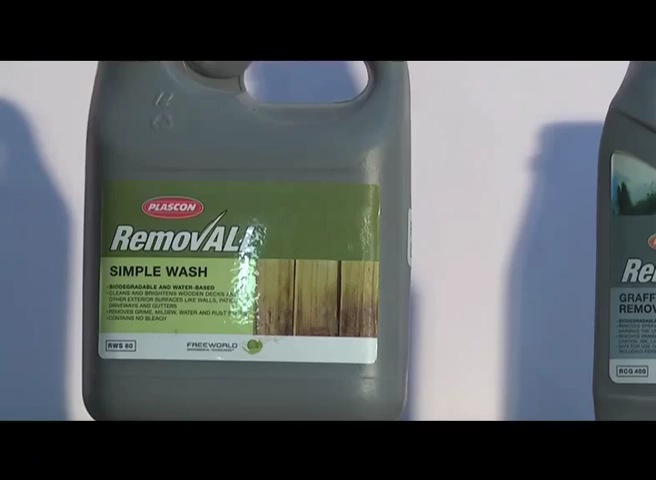 PLASCON
RemovALL
SIMPLE WASH
•BIODEGRADABLE AND WATER-BASED
•CLEANS AND BRIGHTENS WOODEN DECKS
OTHER EXTERIOR SURFACES LIKE WALLS,
DRIVEWAYS AND GUTTERS
•REMOVES GRIME, MILDEW, WATER AND RUST
•CONTAINS NO BLEACH
RWS 80
FREEWORLD
Re
GRAFF
REMOV
RCG 400